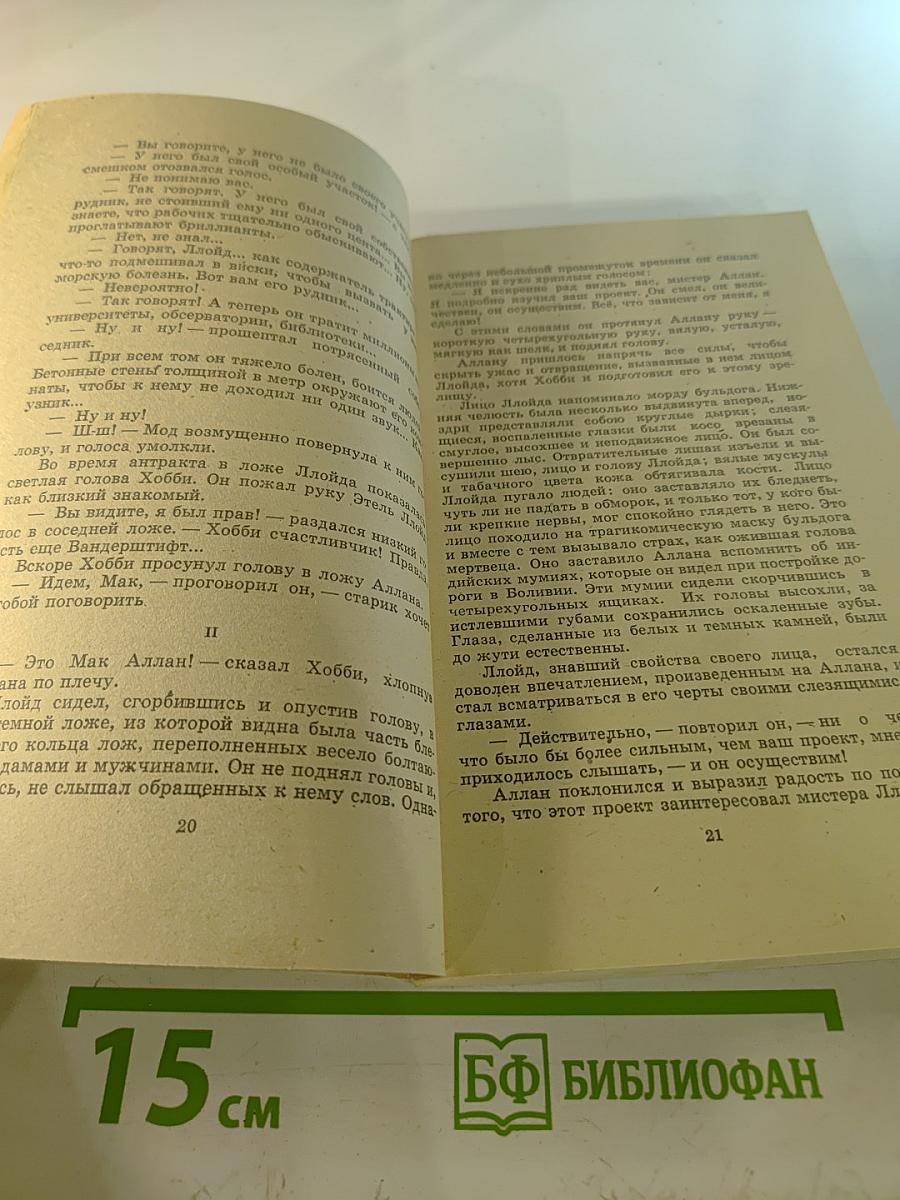 — Вы говорите, у него не было своего
— У него был свой особый участок! — с
смешком отозвался голос.
— Не понимаю вас.
— Так говорят. У него был свой
рудник, не стоивший ему ни одного цента.
знаете, что рабочих тщательно обыскивают...
проглатывают бриллианты.
— Нет, не знал...
— Говорят, Ллойд... как содержатель
что-то подмешивал в виски, чтобы вызвать у
морскую болезнь. Вот вам его рудник...
— Невероятно!
— Так говорят! А теперь он тратит
университеты, обсерватории, библиотеки...
— Ну и ну! — прошептал потрясенный
седник.
— При всем том он тяжело болен, боится
Бетонные стены толщиной в метр окружают его
наты, чтобы к нему не доходил ни один звук...
узник...
— Ну и ну!
— Ш-ш! — Мод возмущенно повернула к ним
лову, и голоса умолкли.
Во время антракта в ложе Ллойда
светлая голова Хобби. Он пожал руку Этель
как близкий знакомый.
— Вы видите, я был прав! — раздался низкий
лос в соседней ложе. — Хобби счастливчик! Правда
сть еще Вандерштифт...
Вскоре Хобби просунул голову в ложу Аллана.
— Идем, Мак, — проговорил он, — старик хочет
обой поговорить.
II
— Это Мак Аллан! — сказал Хобби, хлопнув
ана по плечу.
лойд сидел, сгорбившись и опустив голову, в
темной ложе, из которой видна была часть бле-
го кольца лож, переполненных весело болтаю-
дамами и мужчинами. Он не поднял головы и,
сь, не слышал обращенных к нему слов. Одна-
20
ко через небольшой промежуток времени он сказал
медленно и сухо хриплым голосом:
— Я искренне рад видеть вас, мистер Аллан.
Я подробно изучил ваш проект. Он смел, он вели-
чествен, он осуществим. Всё, что зависит от меня, я
сделаю!
С этими словами он протянул Аллану руку —
короткую четырехугольную руку, вялую, усталую,
мягкую как шелк, и поднял голову.
Аллану пришлось напрячь все силы, чтобы
скрыть ужас и отвращение, вызванные в нем лицом
Ллойда, хотя Хобби и подготовил его к этому зре-
лищу.
Лицо Ллойда напоминало морду бульдога. Ниж-
няя челюсть была несколько выдвинута вперед, но-
здри представляли собою круглые дырки; слезя-
щиеся, воспаленные глазки были косо врезаны в
смуглое, высохшее и неподвижное лицо. Он был со-
вершенно лыс. Отвратительные лишаи изъели и вы-
сушили шею, лицо и голову Ллойда; вялые мускулы
и табачного цвета кожа обтягивала кости. Лицо
Ллойда пугало людей: оно заставляло их бледнеть,
чуть ли не падать в обморок, и только тот, у кого бы-
ли крепкие нервы, мог спокойно глядеть в него. Это
лицо походило на трагикомическую маску бульдога
и вместе с тем вызывало страх, как ожившая голова
мертвеца. Оно заставило Аллана вспомнить об ин-
дийских мумиях, которые он видел при постройке до-
роги в Боливии. Эти мумии сидели скорчившись в
четырехугольных ящиках. Их головы высохли, за
истлевшими губами сохранились оскаленные зубы.
Глаза, сделанные из белых и темных камней, были
до жути естественны.
Ллойд, знавший свойства своего лица, остался
доволен впечатлением, произведенным на Аллана, и
стал всматриваться в его черты своими слезящимис
глазами.
— Действительно, — повторил он, — ни о че
что было бы более сильным, чем ваш проект, мне
приходилось слышать, — и он осуществим!
Аллан поклонился и выразил радость по по
того, что этот проект заинтересовал мистера Лл
21
15 см
БФ БИБЛИОФАН